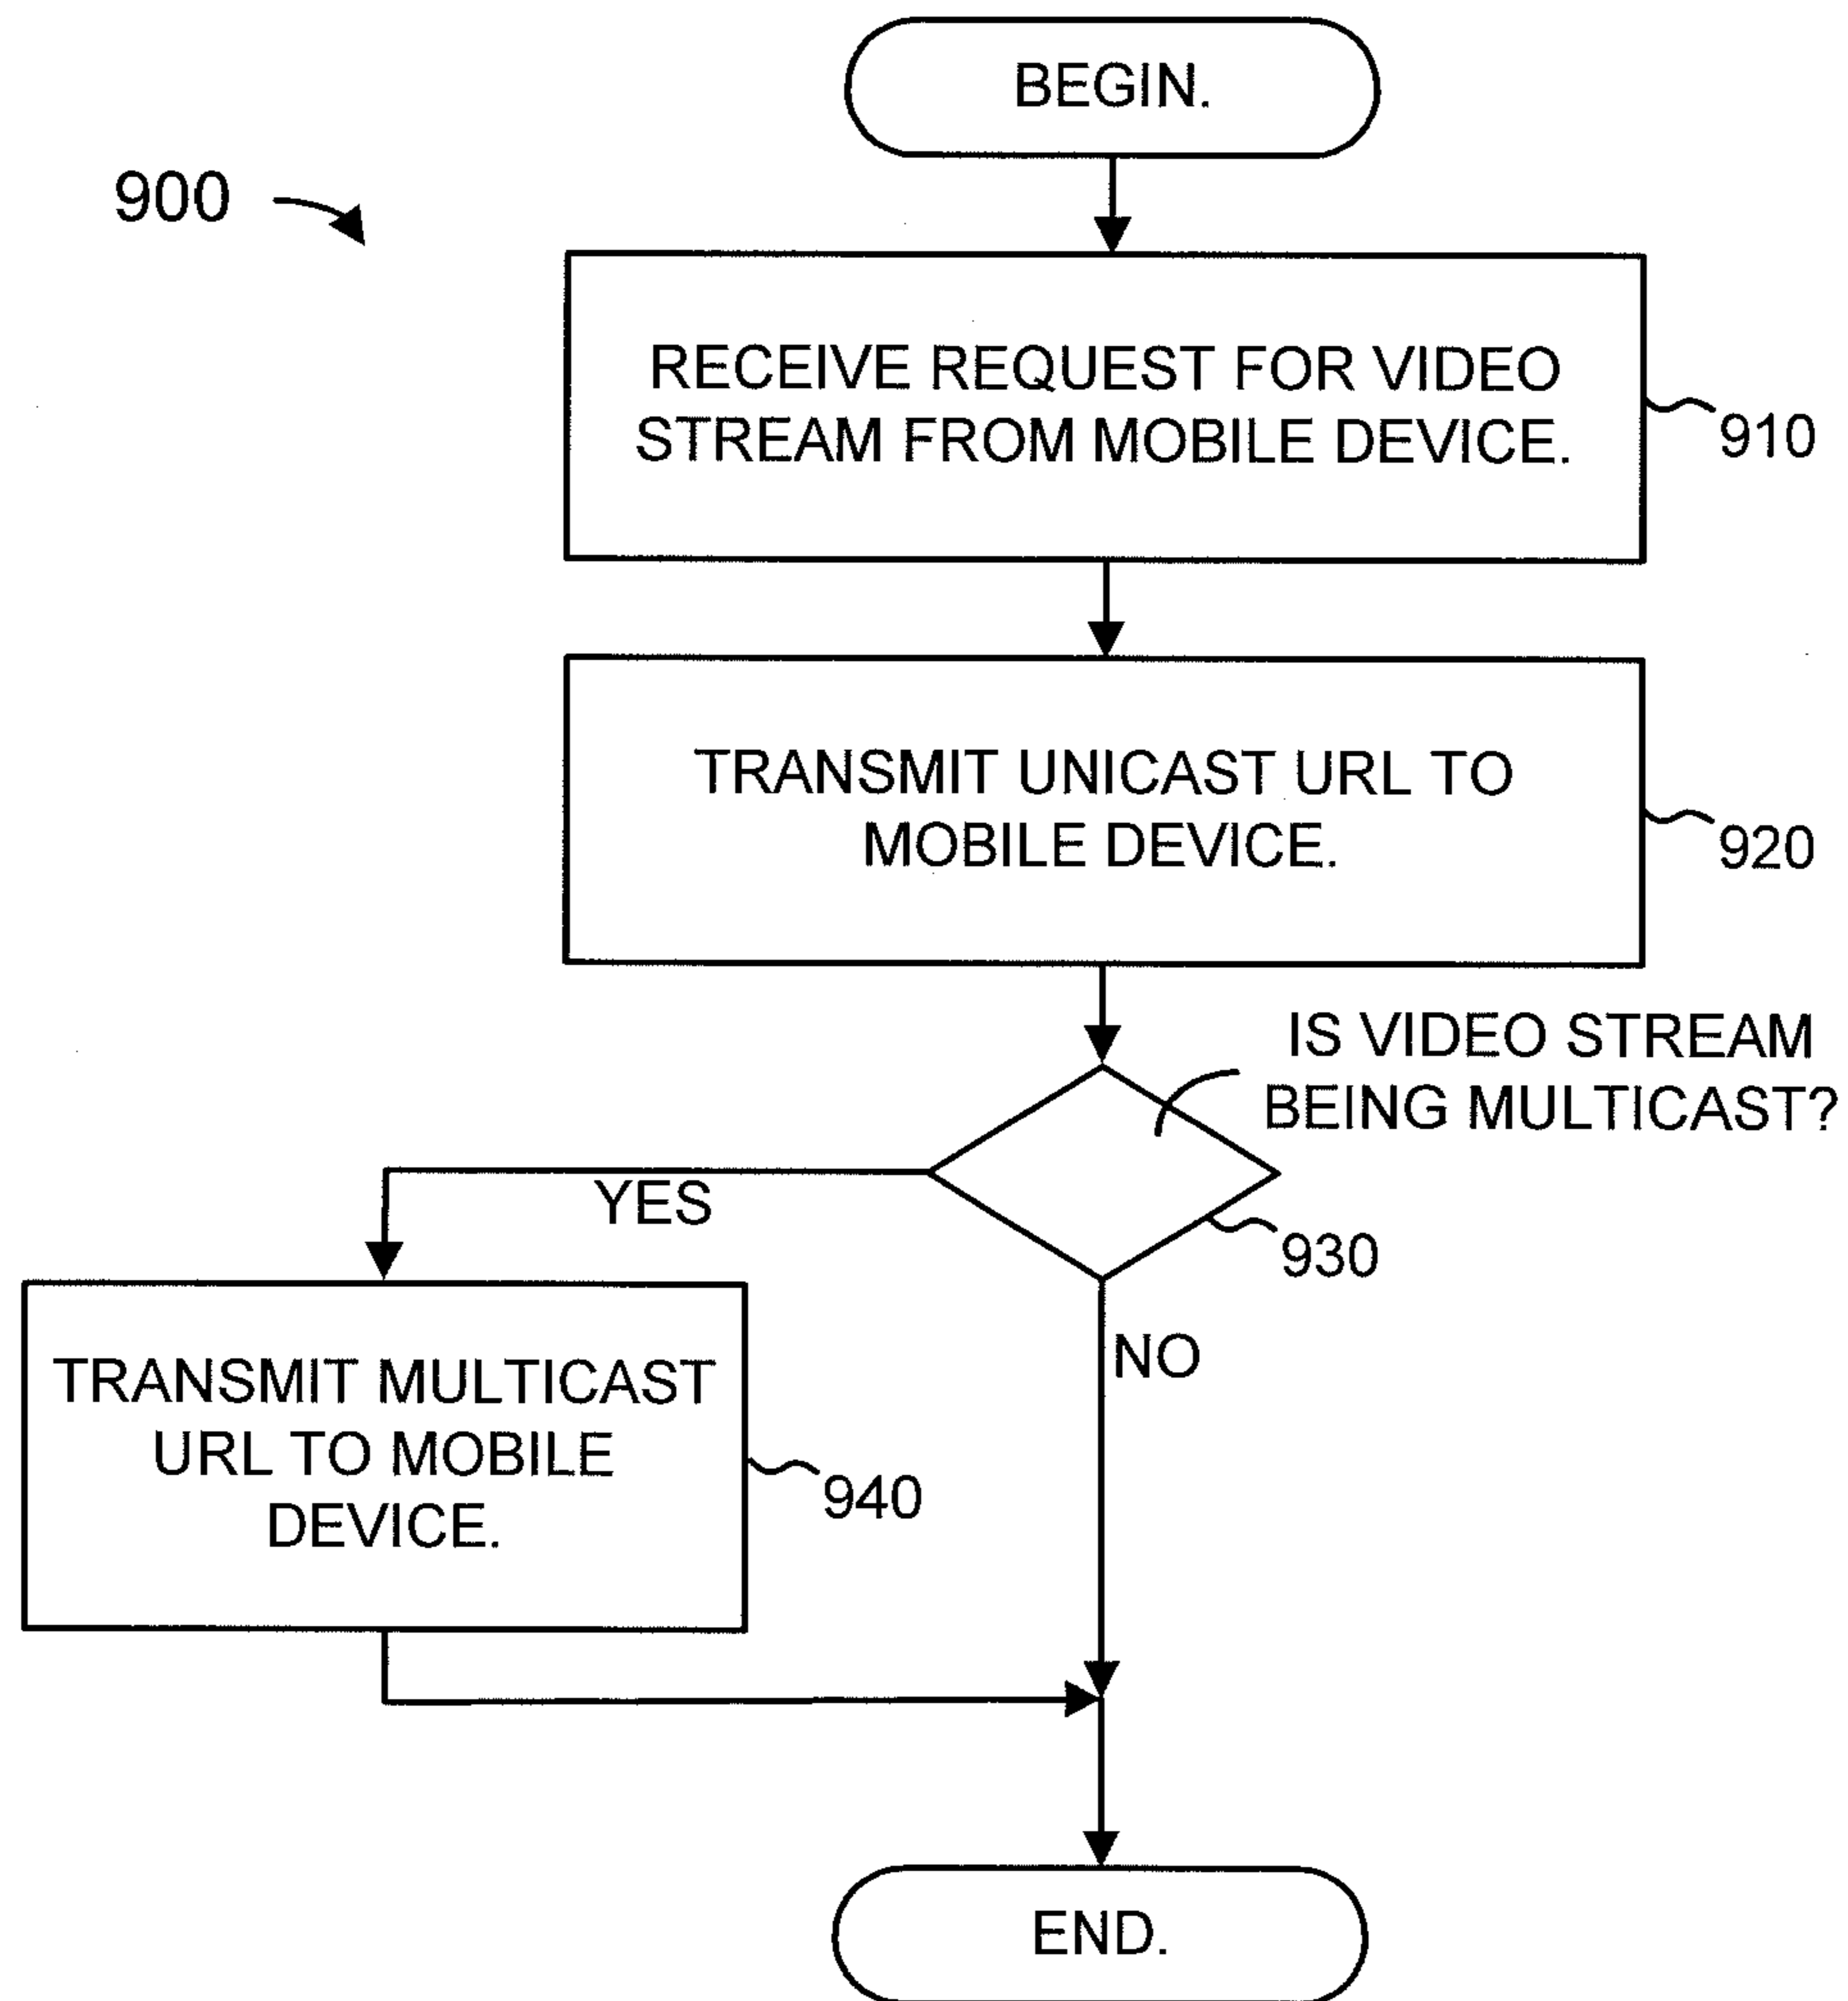 BEGIN.
900
RECEIVE REQUEST FOR VIDEO
STREAM FROM MOBILE DEVICE.
910
TRANSMIT UNICAST URL TO
MOBILE DEVICE.
920
IS VIDEO STREAM
BEING MULTICAST?
YES
930
NO
TRANSMIT MULTICAST
URL TO MOBILE
DEVICE.
940
END.